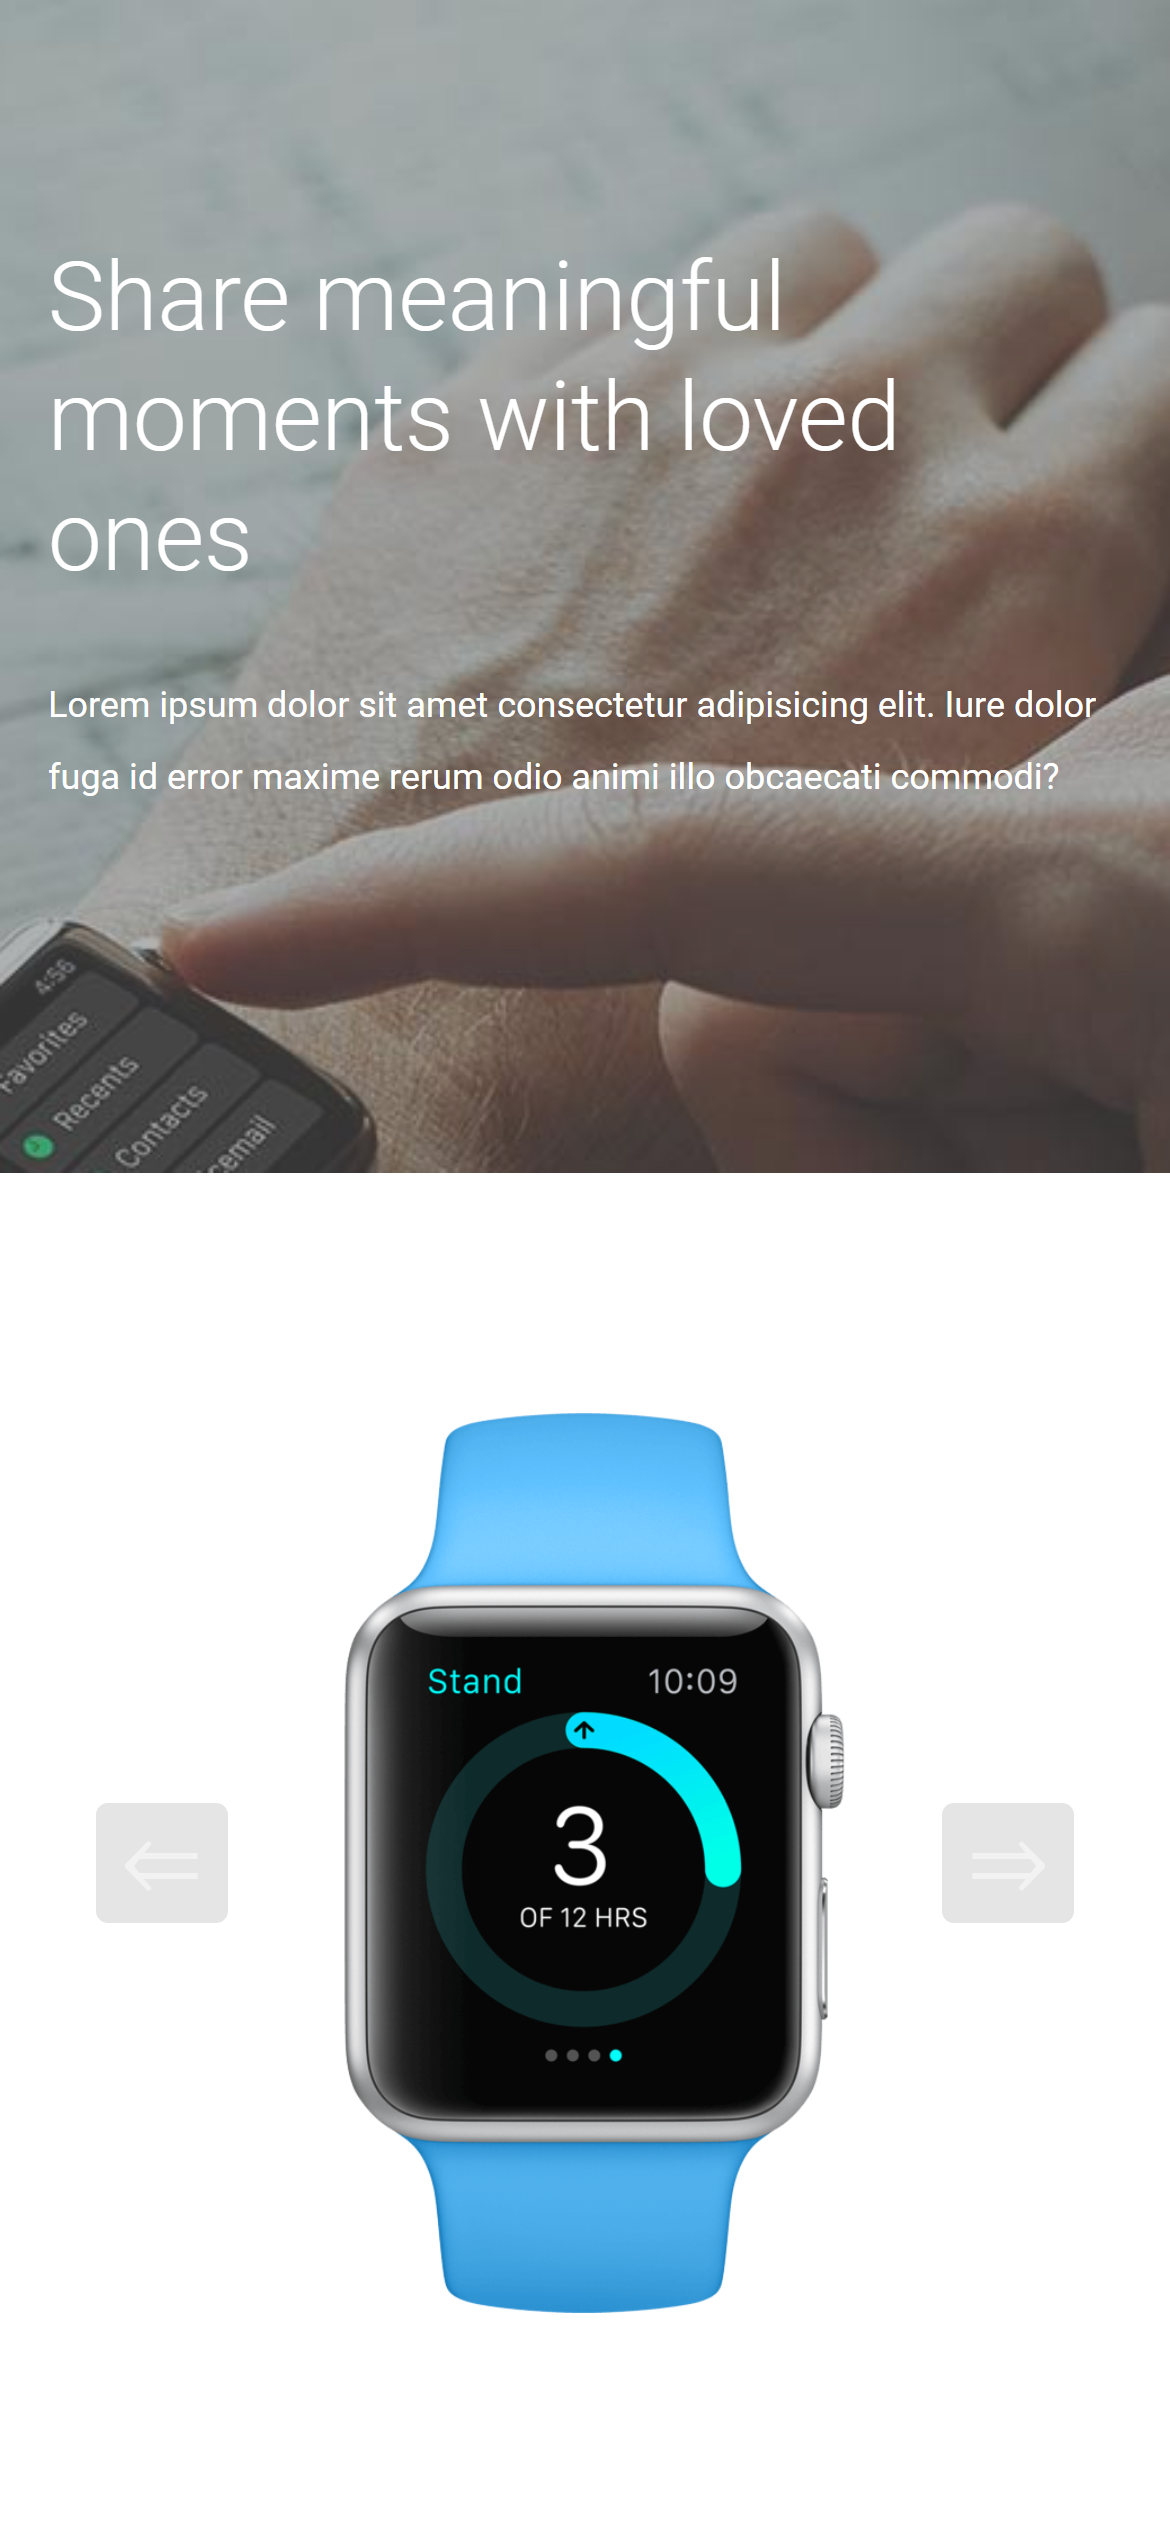 Share meaningful
moments with loved
ones
Lorem ipsum dolor sit amet consectetur adipisicing elit. Iure dolor
fuga id error maxime rerum odio animi illo obcaecati commodi?
4:56
Favorites
Recents
Contacts
Stand 10:09
3
OF 12 HRS